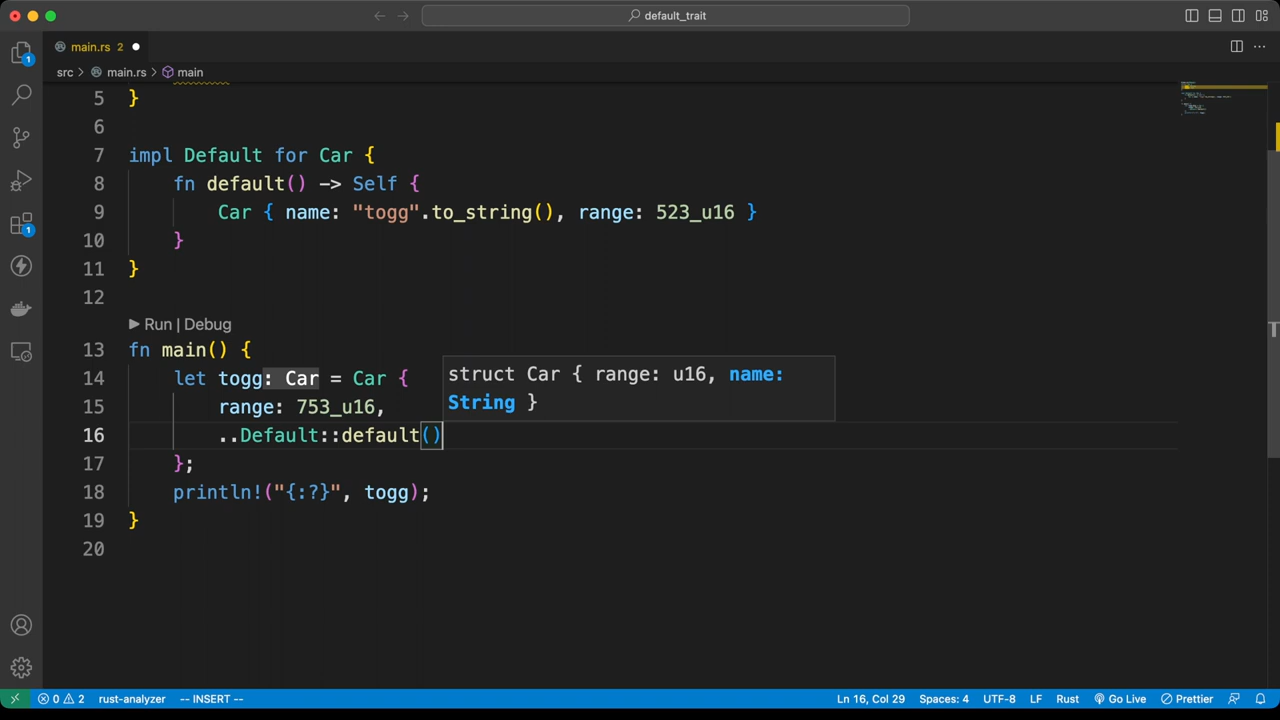 default_trait
main.rs 2
src > main.rs > main
5 }
6
7 impl Default for Car {
8 fn default() -> Self {
9 Car { name: "togg".to_string(), range: 523_u16 }
10 }
11 }
12
Run | Debug
13 fn main() {
14 let togg: Car = Car {
struct Car { range: u16, name:
String }
15 range: 753_u16,
16 ..Default::default()
17 };
18 println!("{:?}", togg);
19 }
20
1
1
0 2 rust-analyzer -- INSERT -- Ln 16, Col 29 Spaces: 4 UTF-8 LF Rust Go Live Prettier